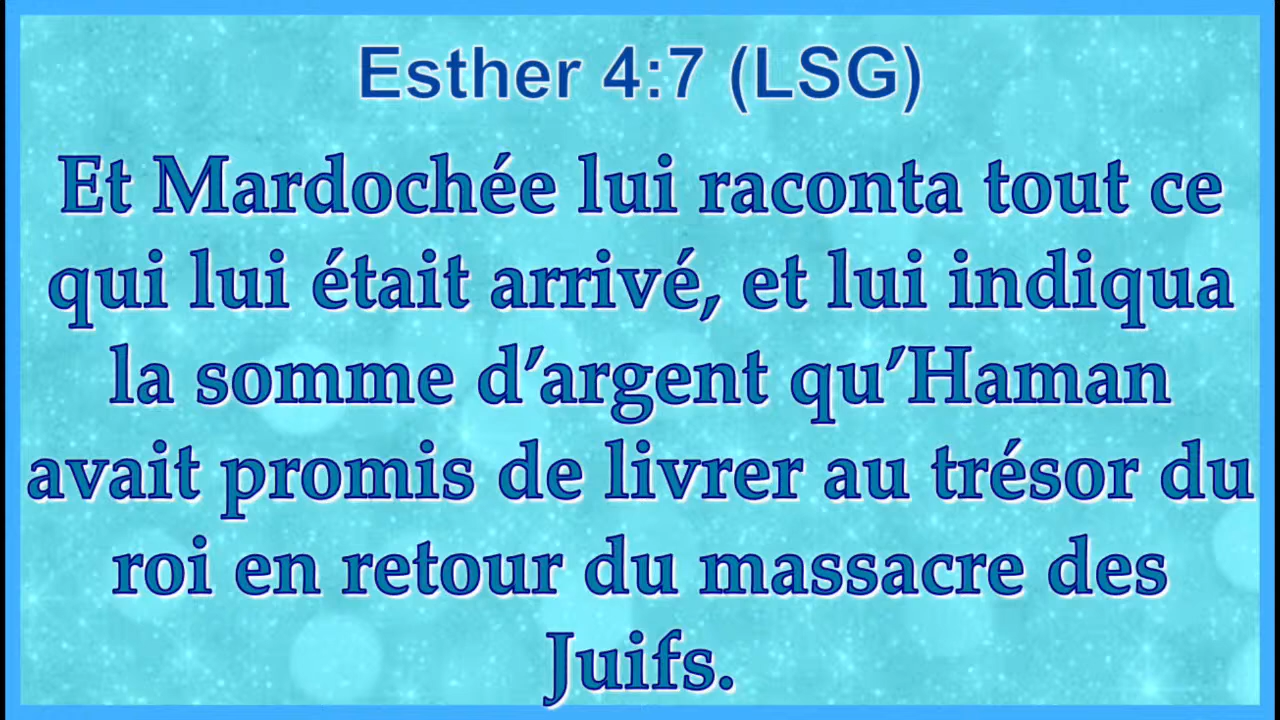 Esther 4:7 (LSG)
Et Mardochée lui raconta tout ce
qui lui était arrivé, et lui indiqua
la somme d’argent qu’Haman
avait promis de livrer au trésor du
roi en retour du massacre des
Juifs.